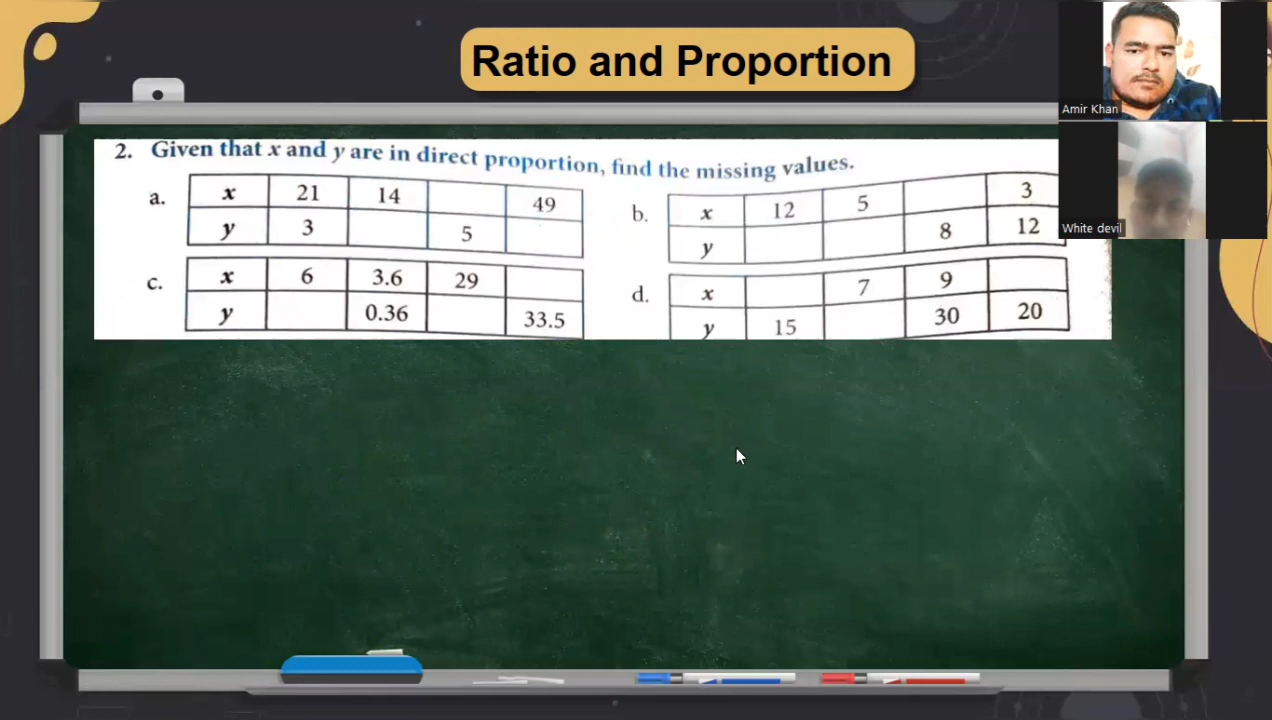 Ratio and Proportion
Amir Khan
White devil
2. Given that x and y are in direct proportion, find the missing values.
a.
x 21 14 49
y 3 5
b.
x 12 5 3
y 8 12
c.
x 6 3.6 29
y 0.36 33.5
d.
x 7 9
y 15 30 20